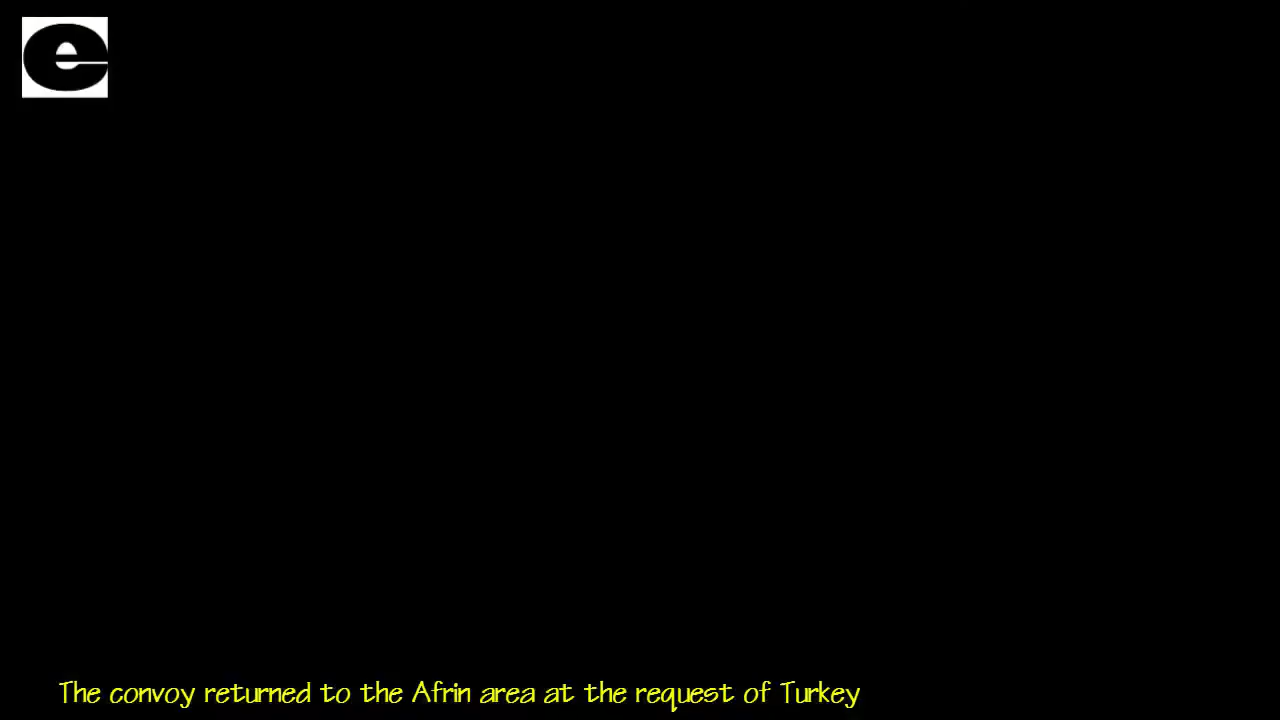 e
The convoy returned to the Afrin area at the request of Turkey